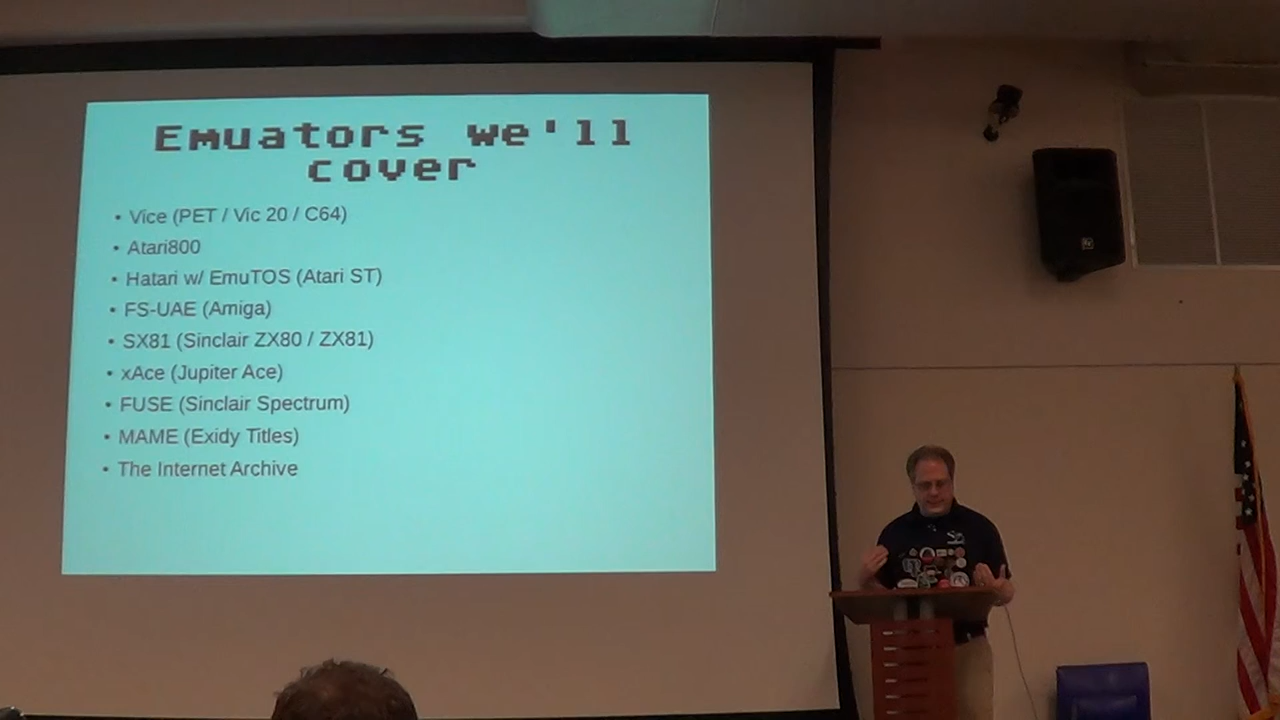 Emuators we'll
cover
• Vice (PET / Vic 20 / C64)
• Atari800
• Hatari w/ EmuTOS (Atari ST)
• FS-UAE (Amiga)
• SX81 (Sinclair ZX80 / ZX81)
• xAce (Jupiter Ace)
• FUSE (Sinclair Spectrum)
• MAME (Exidy Titles)
• The Internet Archive